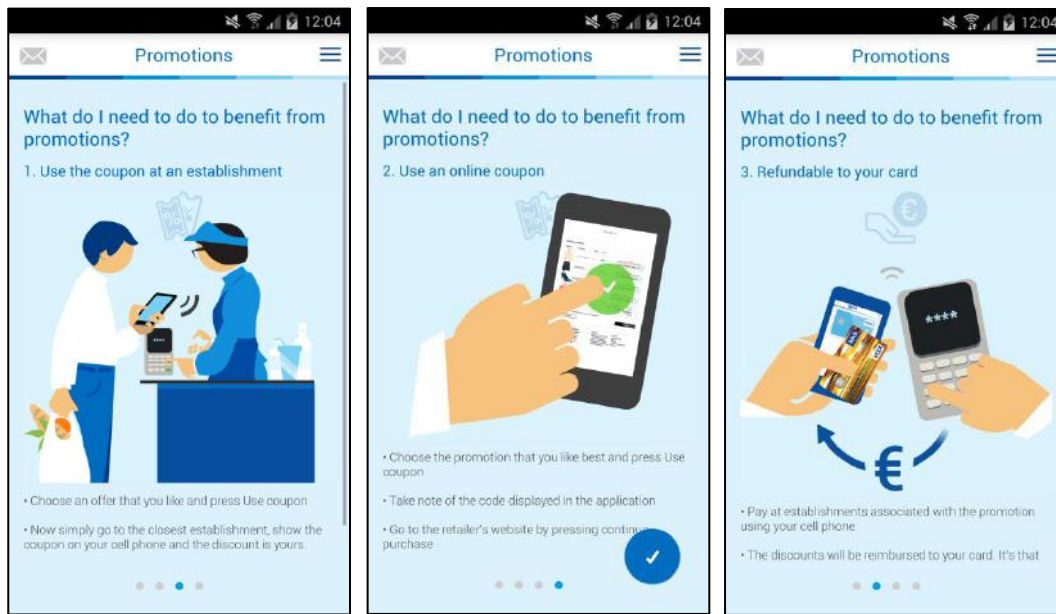 12:04
Promotions
What do I need to do to benefit from
promotions?
1. Use the coupon at an establishment
• Choose an offer that you like and press Use coupon
• Now simply go to the closest establishment, show the
coupon on your cell phone and the discount is yours.
12:04
Promotions
What do I need to do to benefit from
promotions?
2. Use an online coupon
• Choose the promotion that you like best and press Use
coupon
• Take note of the code displayed in the application
• Go to the retailer's website by pressing continue
purchase
12:04
Promotions
What do I need to do to benefit from
promotions?
3. Refundable to your card
€
****
VISA
€
• Pay at establishments associated with the promotion
using your cell phone
• The discounts will be reimbursed to your card. It's that